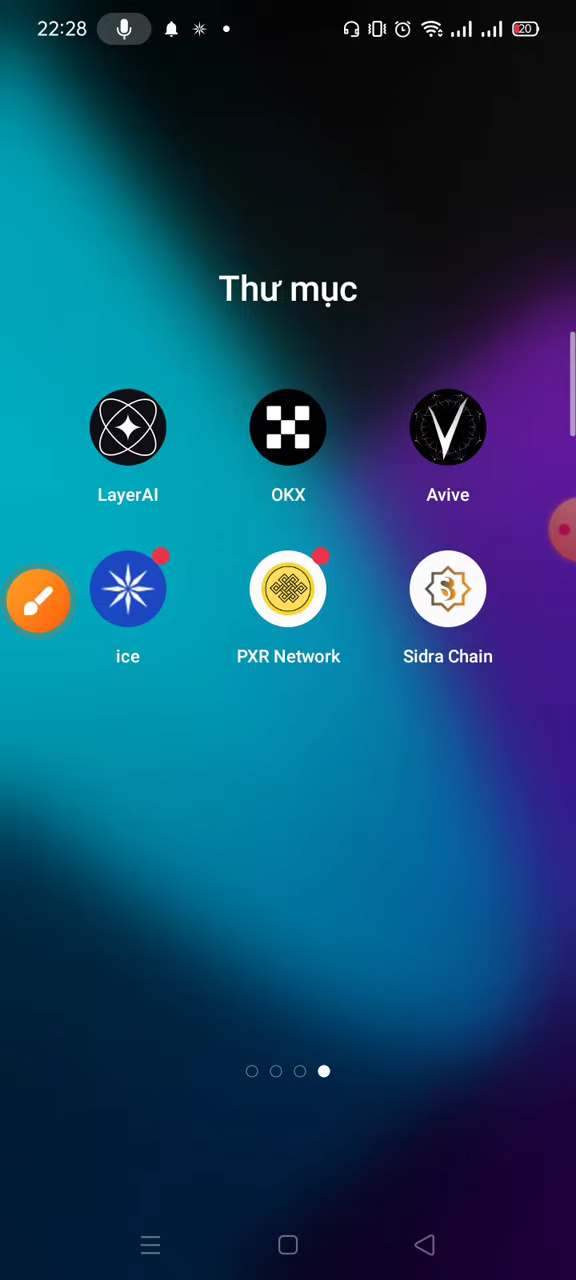 22:28
20
Thư mục
LayerAI
OKX
Avive
ice
PXR Network
Sidra Chain